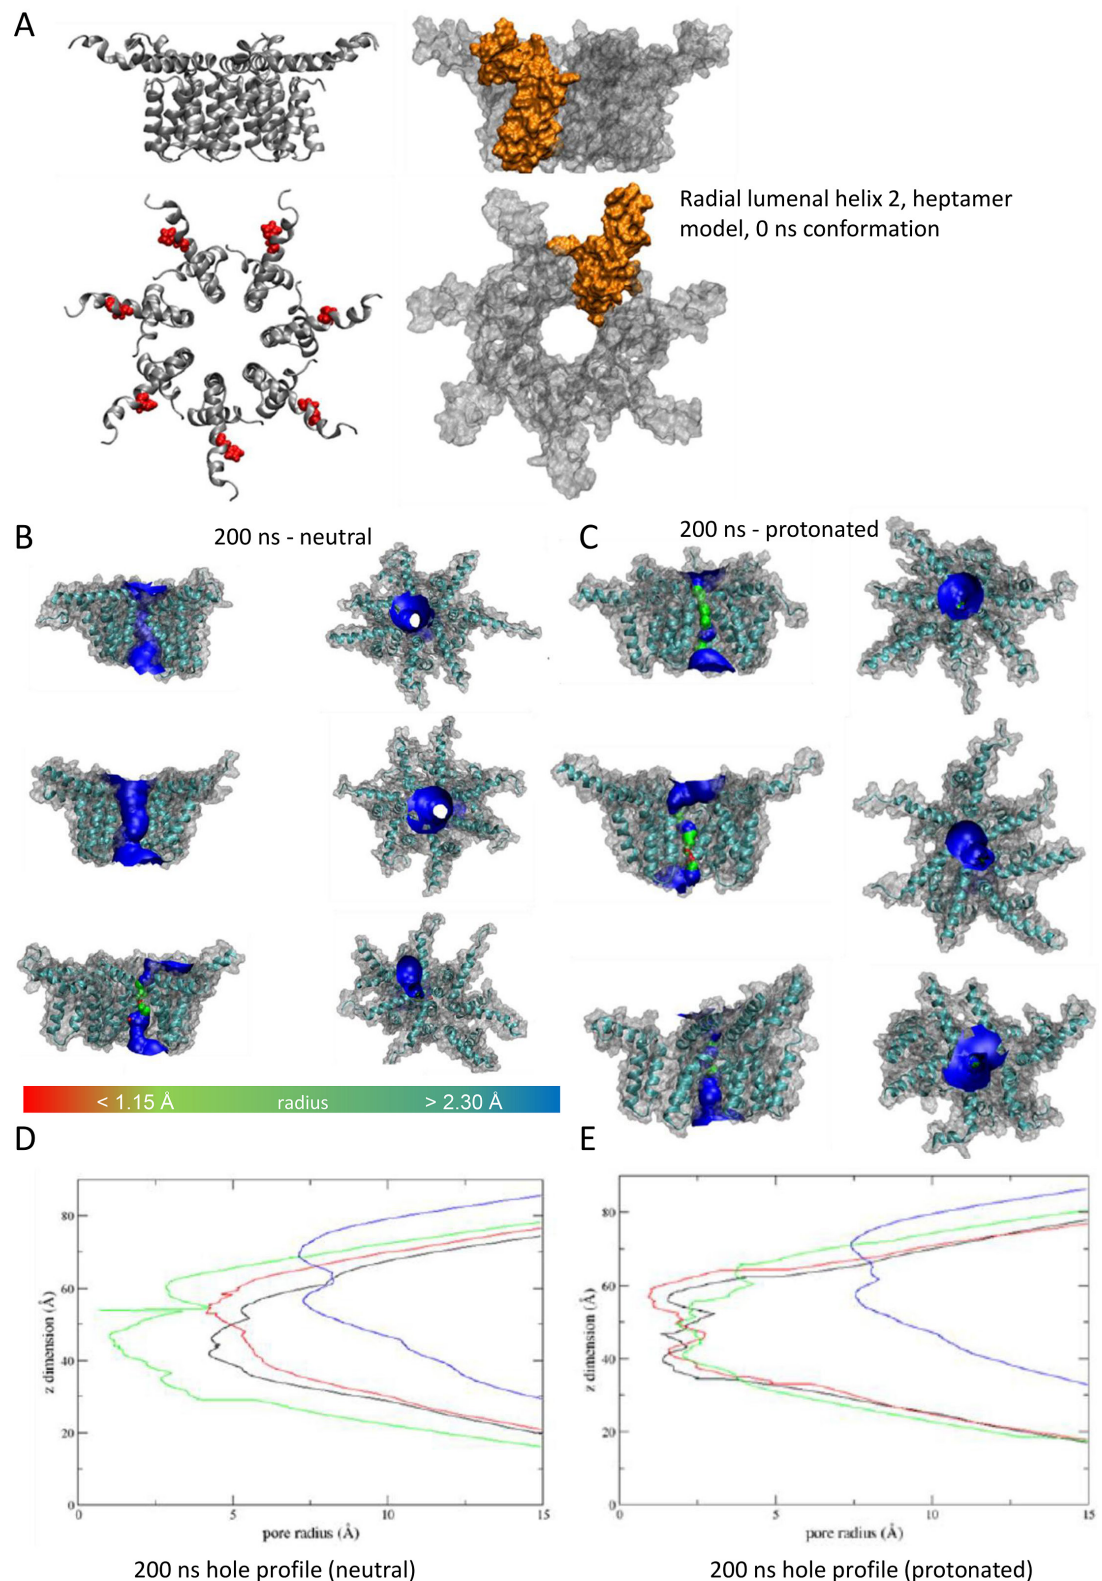 A
Radial lumenal helix 2, heptamer
model, 0 ns conformation
B
200 ns - neutral
C
200 ns - protonated
< 1.15 Å radius > 2.30 Å
D
E
80
60
40
20
0
z dimension (Å)
0 5 10 15
pore radius (Å)
200 ns hole profile (neutral)
80
60
40
20
0
z dimension (Å)
0 5 10 15
pore radius (Å)
200 ns hole profile (protonated)